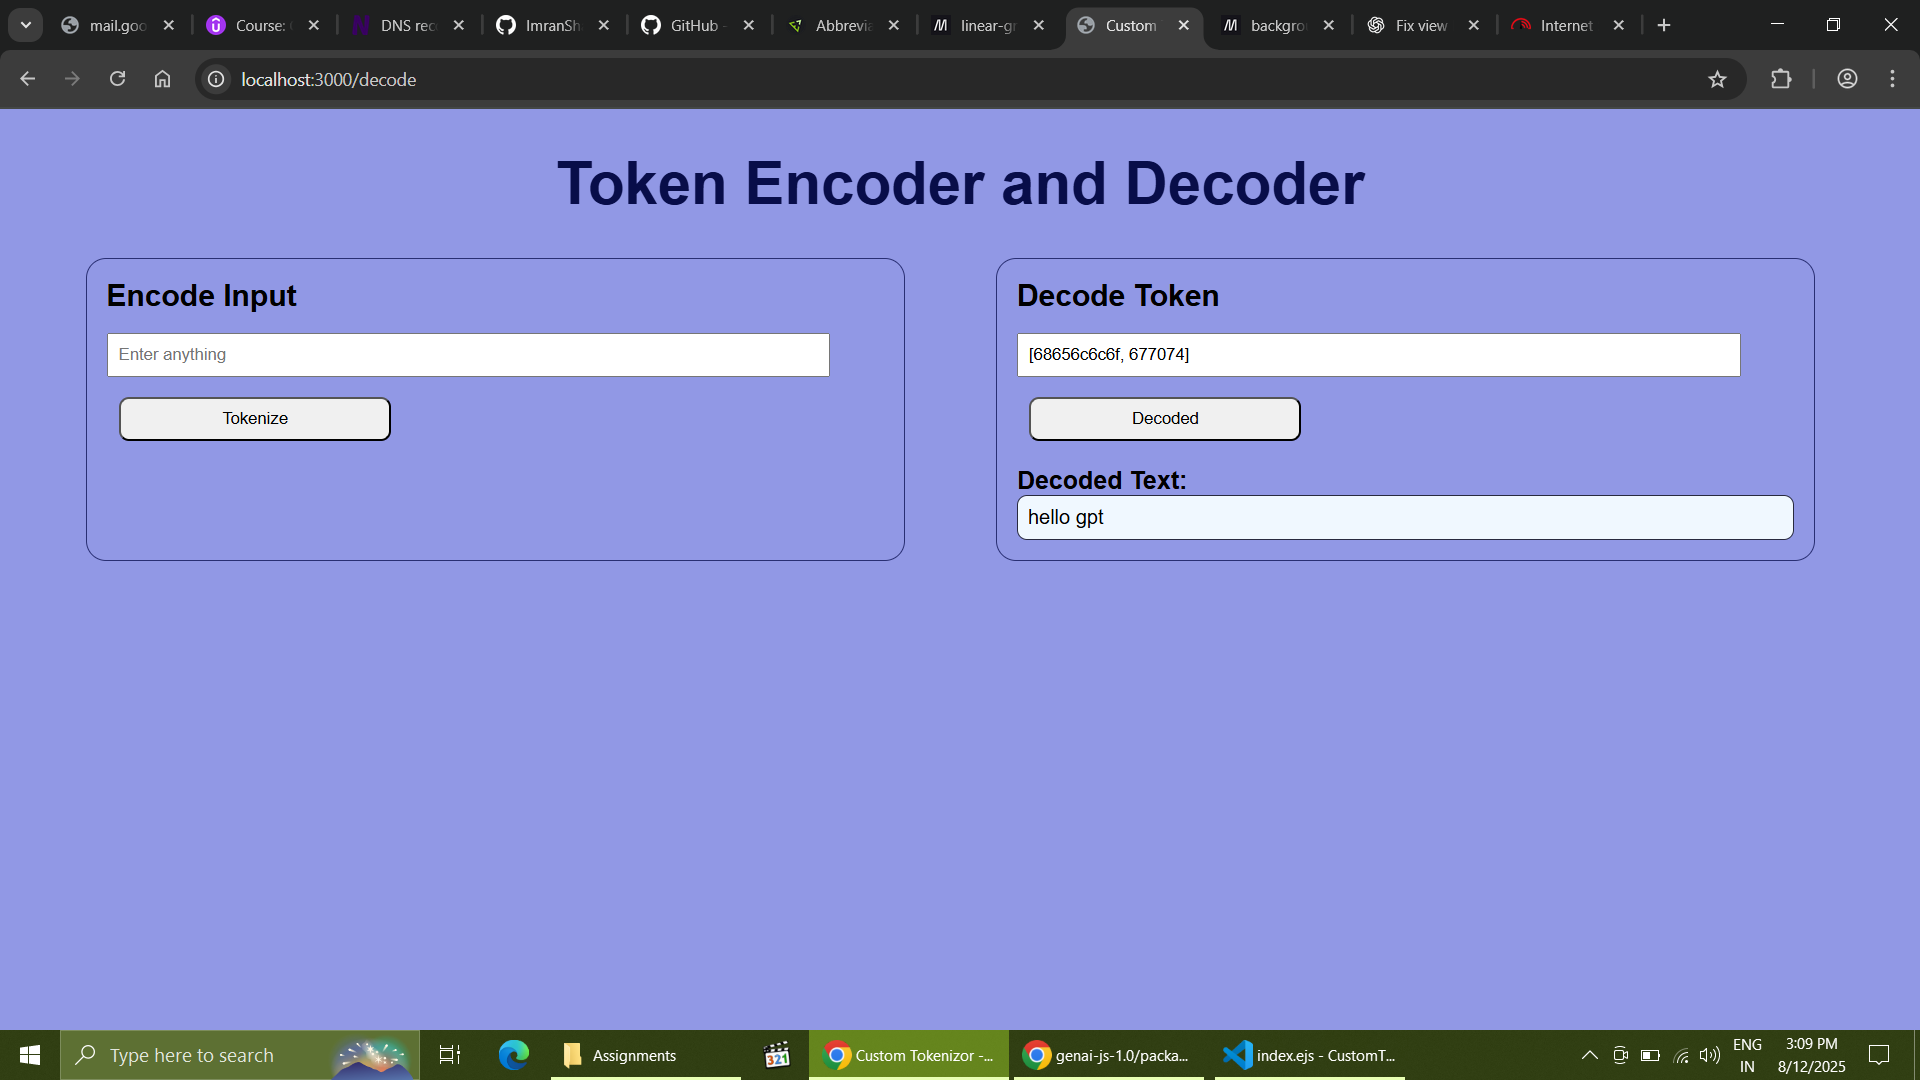 mail.goo
Course:
DNS rec
ImranSh
GitHub -
Abbrevia
linear-gr
Custom
backgro
Fix view
Internet
localhost:3000/decode
Token Encoder and Decoder
Encode Input
Enter anything
Tokenize
Decode Token
[68656c6c6f, 677074]
Decoded
Decoded Text:
hello gpt
Type here to search
Assignments
321
Custom Tokenizor -...
genai-js-1.0/packa...
index.ejs - CustomT...
ENG
IN
3:09 PM
8/12/2025